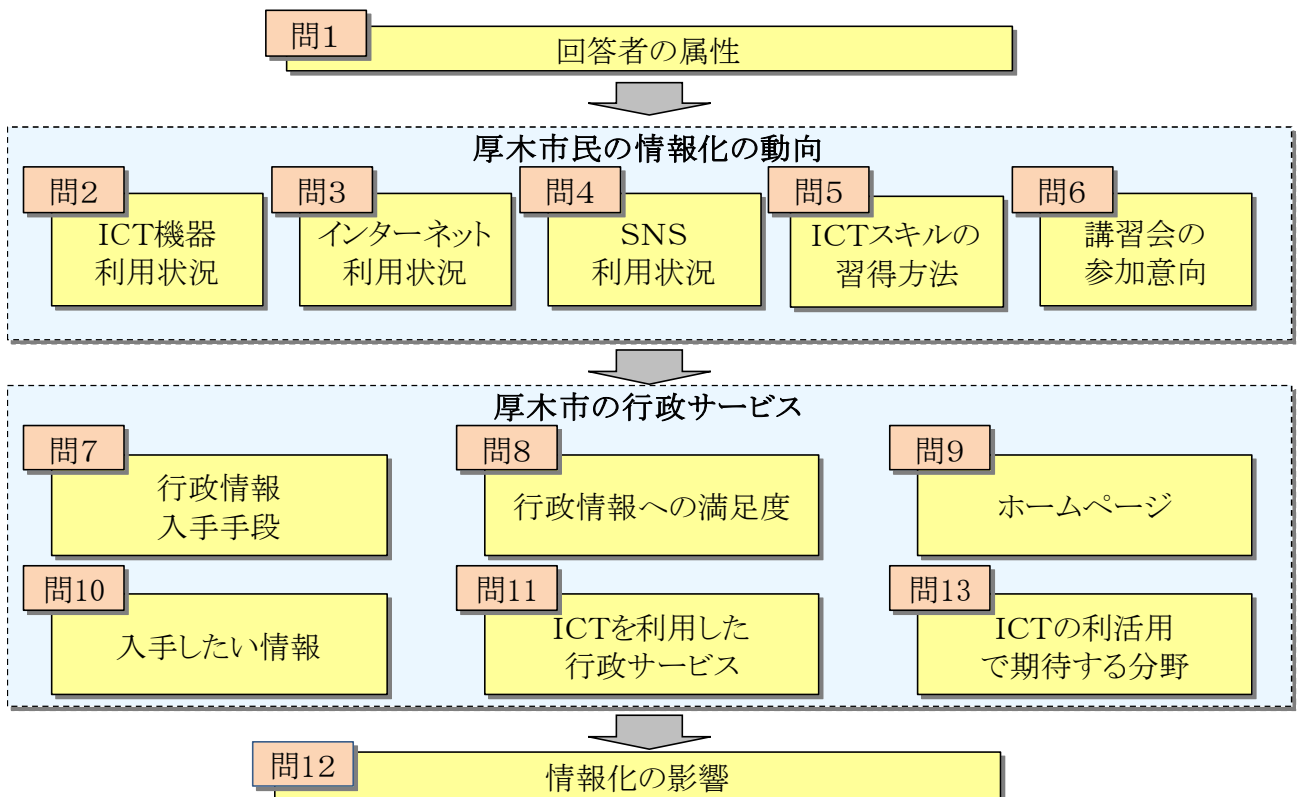 問1
回答者の属性
厚木市民の情報化の動向
問2
ICT機器
利用状況
問3
インターネット
利用状況
問4
SNS
利用状況
問5
ICTスキルの
習得方法
問6
講習会の
参加意向
厚木市の行政サービス
問7
行政情報
入手手段
問8
行政情報への満足度
問9
ホームページ
問10
入手したい情報
問11
ICTを利用した
行政サービス
問13
ICTの利活用
で期待する分野
問12
情報化の影響